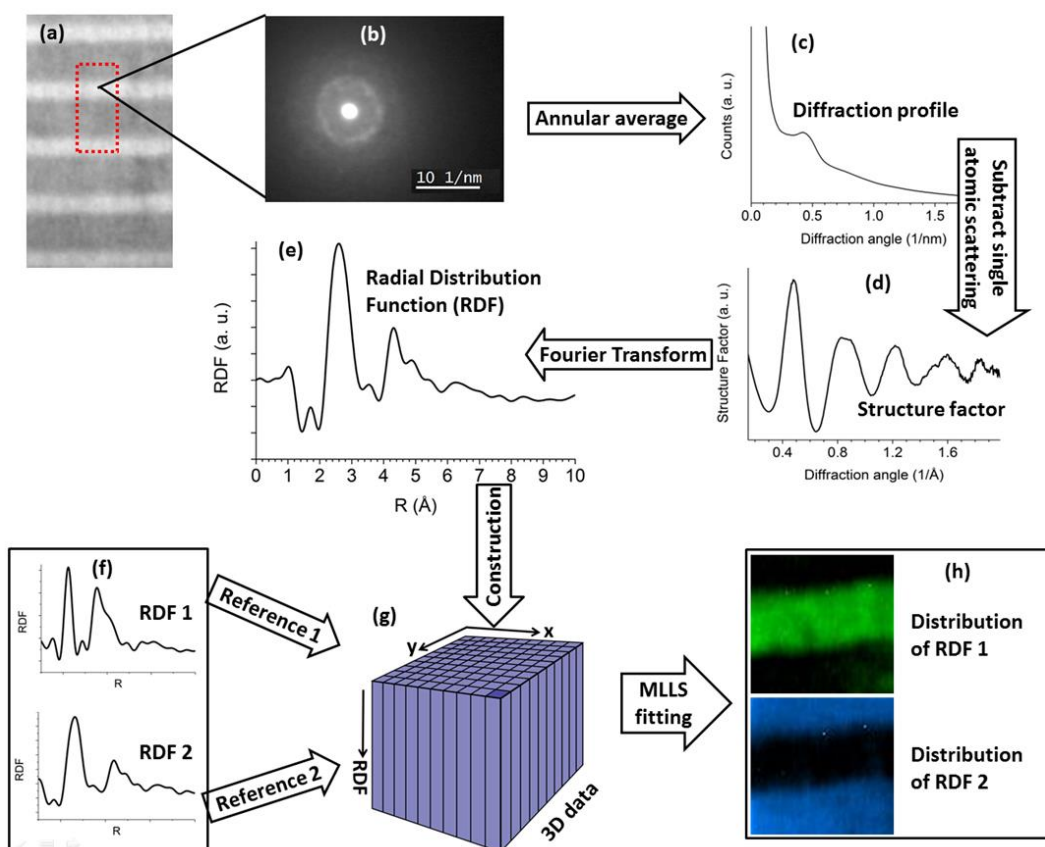 (a)
(b)
10 1/nm
Annular average
(c)
Counts (a. u.)
Diffraction profile
0.0 0.5 1.0 1.5
Diffraction angle (1/nm)
Subtract single
atomic scattering
(e)
RDF (a. u.)
Radial Distribution
Function (RDF)
0 1 2 3 4 5 6 7 8 9 10
R (Å)
Fourier Transform
(d)
Structure Factor (a. u.)
Structure factor
0.4 0.8 1.2 1.6
Diffraction angle (1/Å)
Construction
(f)
RDF
RDF 1
R
RDF
RDF 2
R
Reference 1
Reference 2
(g)
x
y
RDF
3D data
MLLS
fitting
(h)
Distribution
of RDF 1
Distribution
of RDF 2